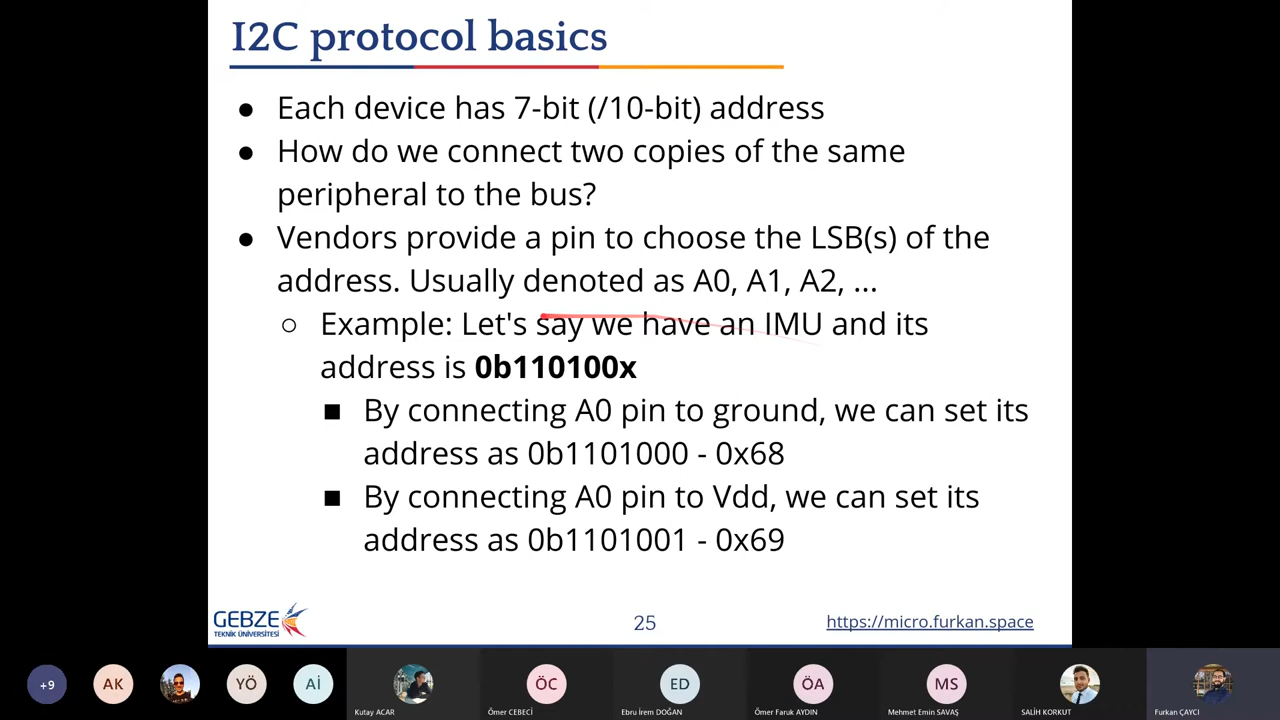 I2C protocol basics
● Each device has 7-bit (/10-bit) address
● How do we connect two copies of the same
peripheral to the bus?
● Vendors provide a pin to choose the LSB(s) of the
address. Usually denoted as A0, A1, A2, ...
○ Example: Let's say we have an IMU and its
address is 0b110100x
■ By connecting A0 pin to ground, we can set its
address as 0b1101000 - 0x68
■ By connecting A0 pin to Vdd, we can set its
address as 0b1101001 - 0x69
GEBZE
TEKNİK ÜNİVERSİTESİ
25
https://micro.furkan.space
+9
AK
YÖ
Aİ
Kutay ACAR
ÖC
Ömer CEBECİ
ED
Ebru İrem DOĞAN
ÖA
Ömer Faruk AYDIN
MS
Mehmet Emin SAVAŞ
SALİH KORKUT
Furkan ÇAYCI